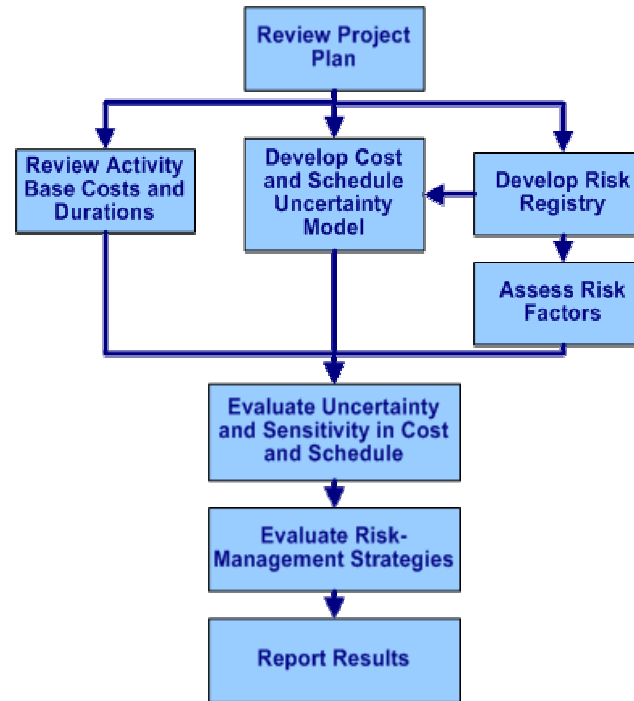 Review Project
Plan
Review Activity
Base Costs and
Durations
Develop Cost
and Schedule
Uncertainty
Model
Develop Risk
Registry
Assess Risk
Factors
Evaluate Uncertainty
and Sensitivity in Cost
and Schedule
Evaluate Risk-
Management Strategies
Report Results